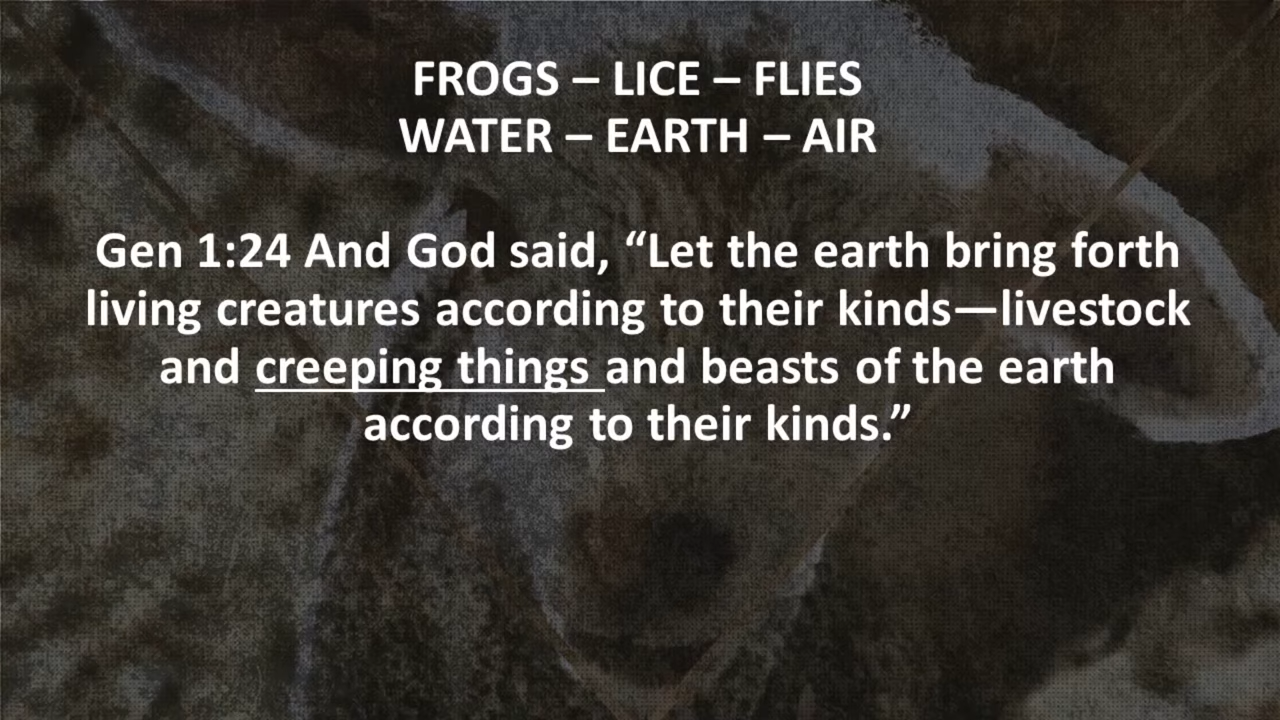 FROGS – LICE – FLIES
WATER – EARTH – AIR
Gen 1:24 And God said, “Let the earth bring forth
living creatures according to their kinds—livestock
and creeping things and beasts of the earth
according to their kinds.”